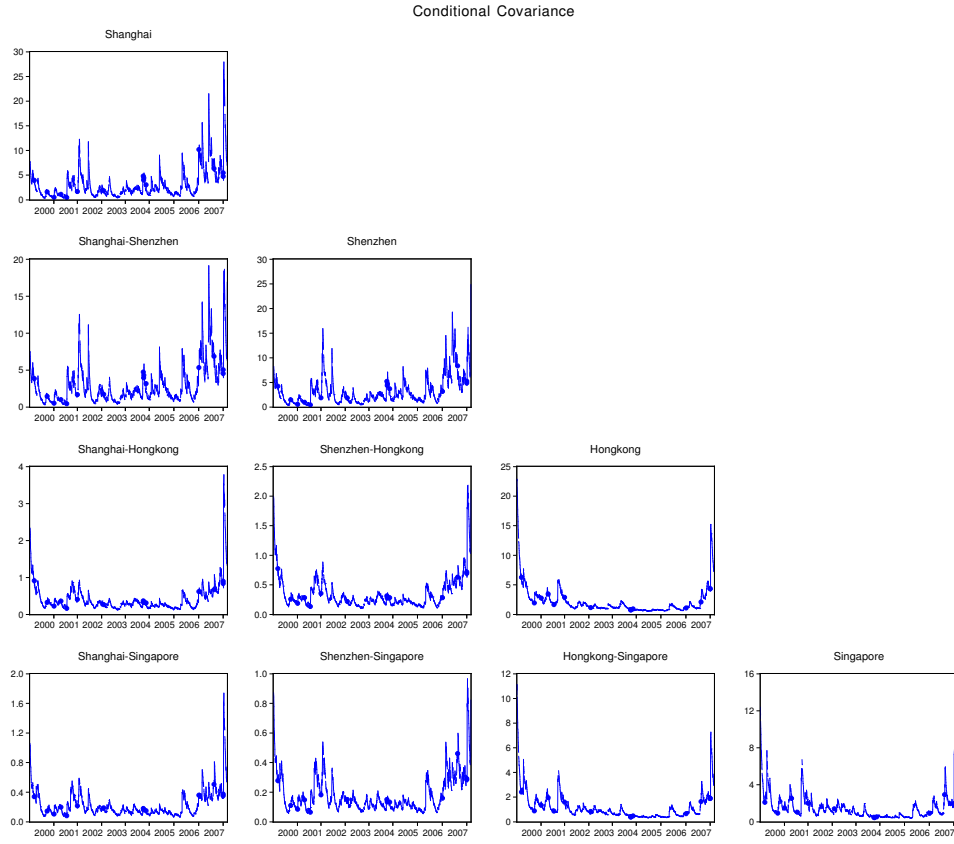 Conditional Covariance
Shanghai
30
25
20
15
10
5
0
2000 2001 2002 2003 2004 2005 2006 2007
Shanghai-Shenzhen
Shenzhen
20
15
10
5
0
2000 2001 2002 2003 2004 2005 2006 2007
30
25
20
15
10
5
0
2000 2001 2002 2003 2004 2005 2006 2007
Shanghai-Hongkong
Shenzhen-Hongkong
Hongkong
4
3
2
1
0
2000 2001 2002 2003 2004 2005 2006 2007
2.5
2.0
1.5
1.0
0.5
0.0
2000 2001 2002 2003 2004 2005 2006 2007
25
20
15
10
5
0
2000 2001 2002 2003 2004 2005 2006 2007
Shanghai-Singapore
Shenzhen-Singapore
Hongkong-Singapore
Singapore
2.0
1.6
1.2
0.8
0.4
0.0
2000 2001 2002 2003 2004 2005 2006 2007
1.0
0.8
0.6
0.4
0.2
0.0
2000 2001 2002 2003 2004 2005 2006 2007
12
10
8
6
4
2
0
2000 2001 2002 2003 2004 2005 2006 2007
16
12
8
4
0
2000 2001 2002 2003 2004 2005 2006 2007